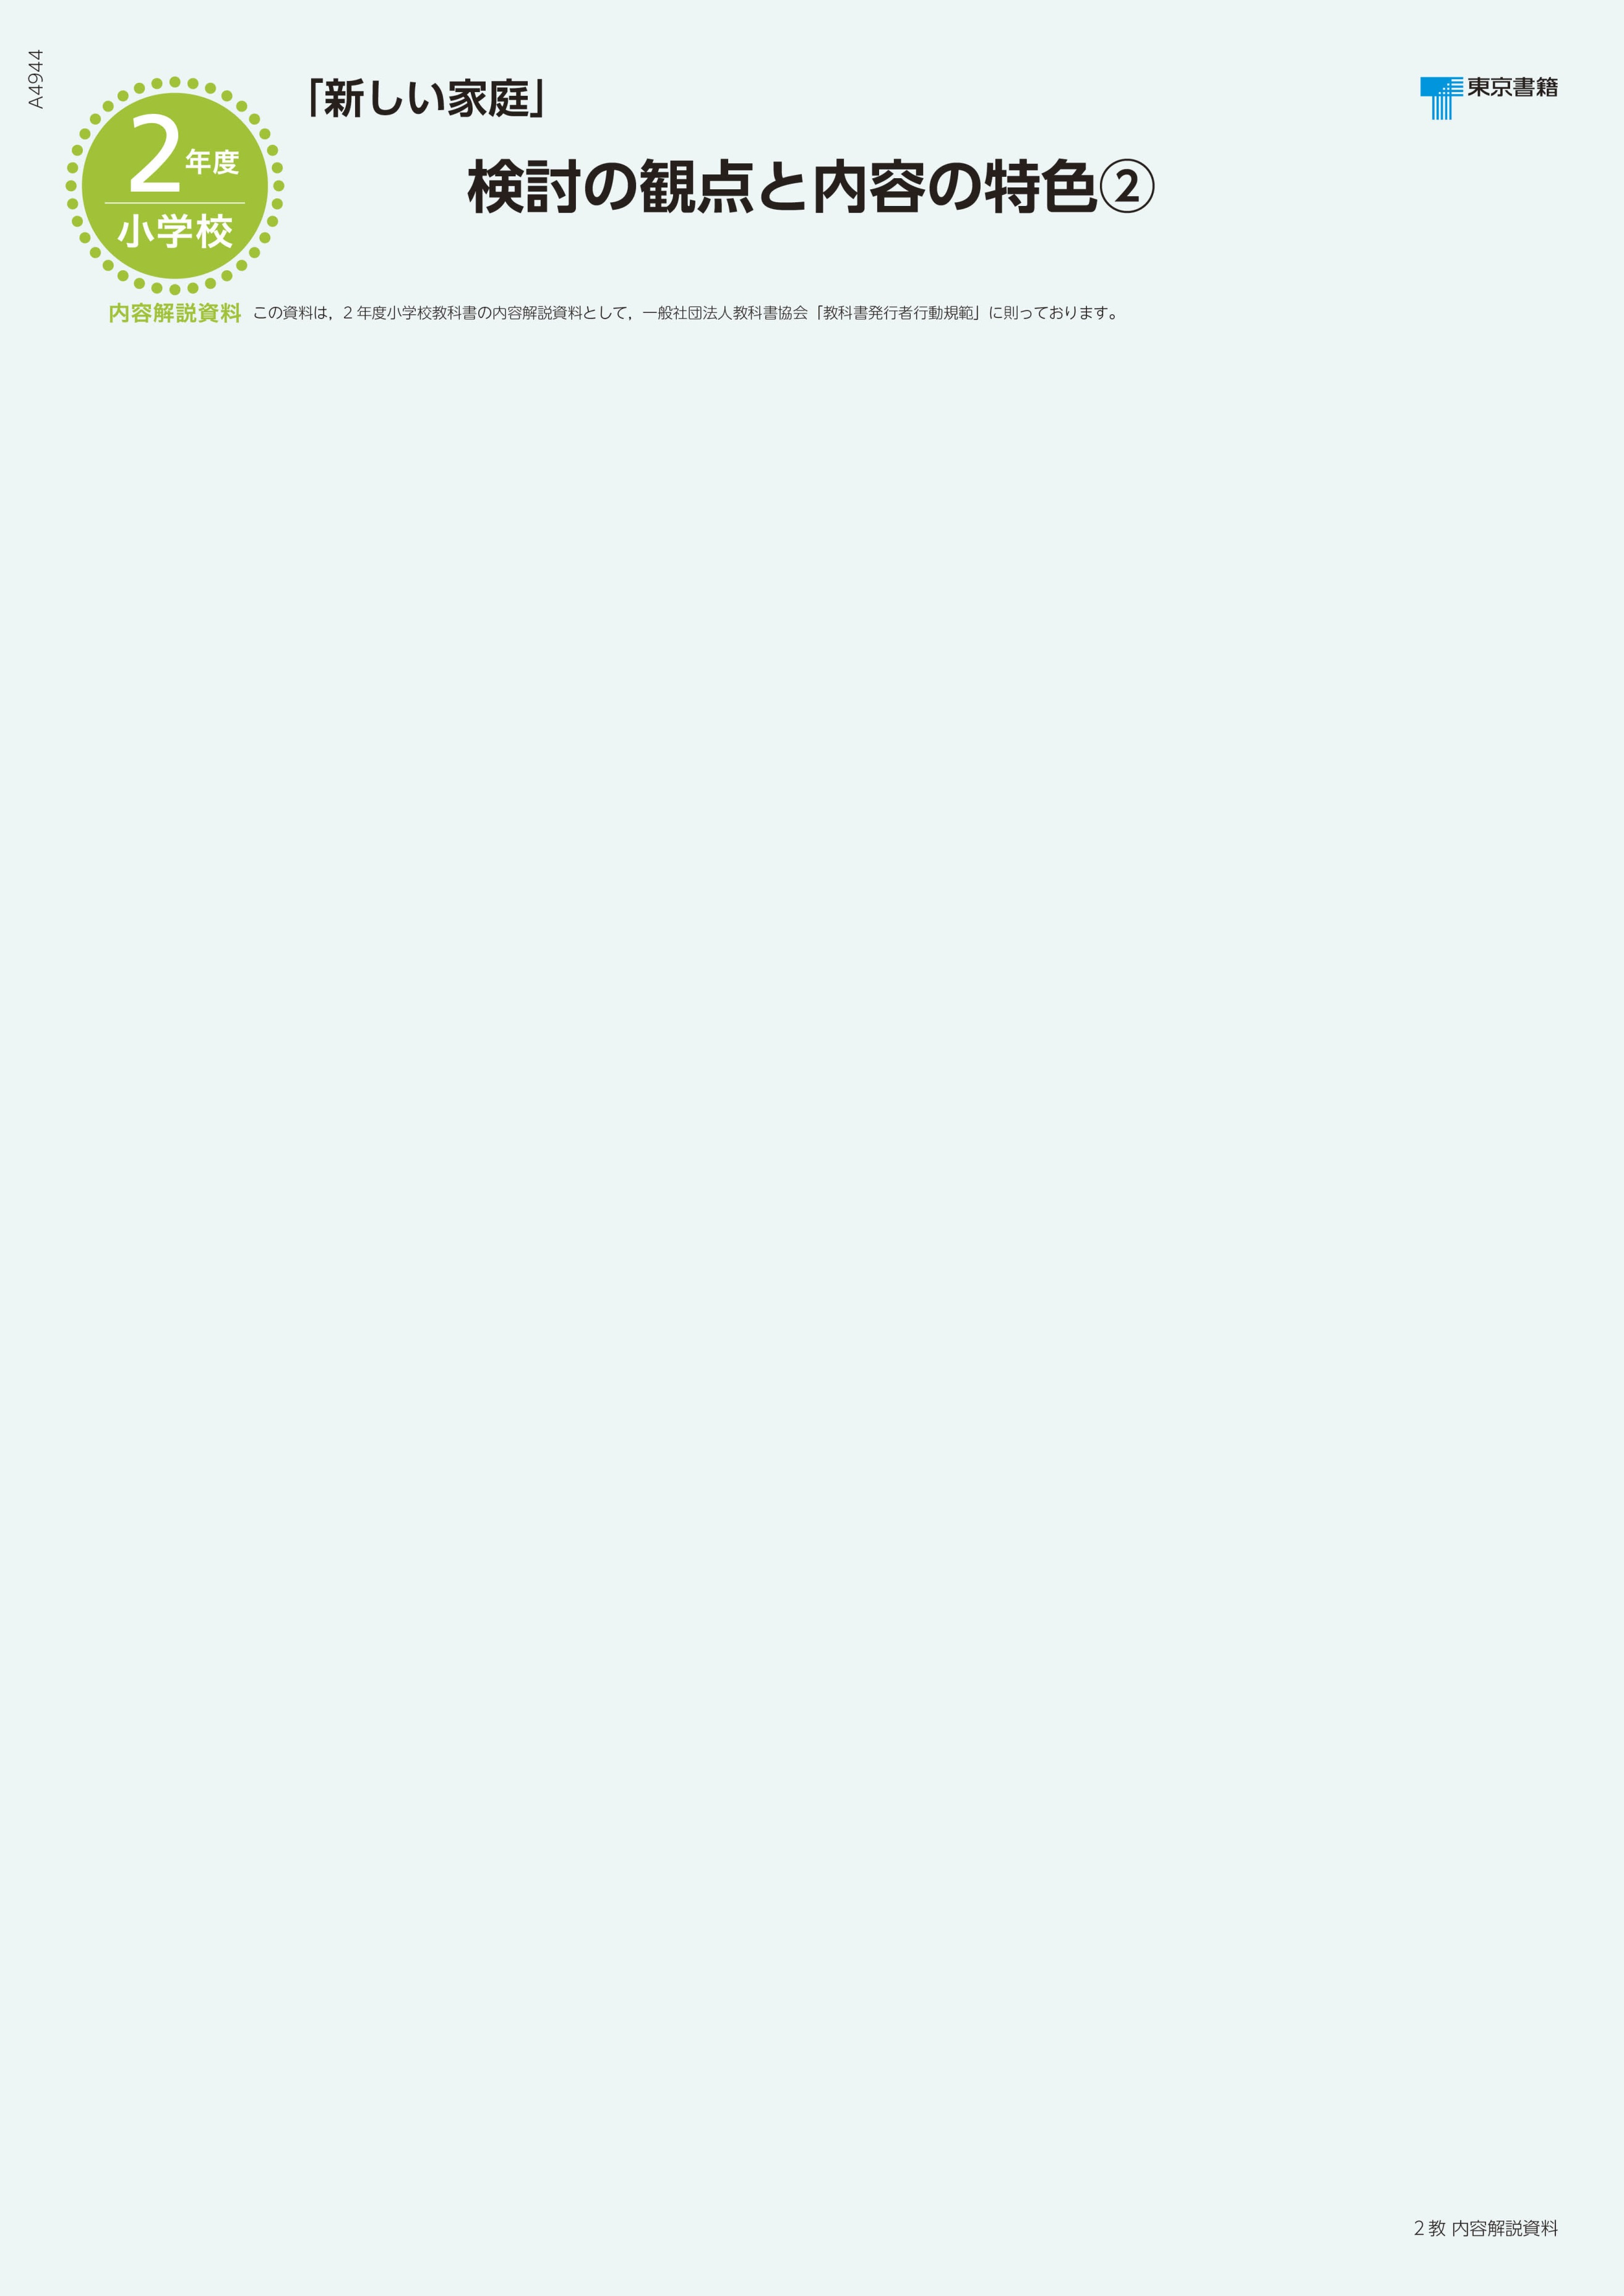 A4944
2年度
小学校
「新しい家庭」
東京書籍
検討の観点と内容の特色②
内容解説資料 この資料は，2年度小学校教科書の内容解説資料として，一般社団法人教科書協会「教科書発行者行動規範」に則っております。
2教 内容解説資料